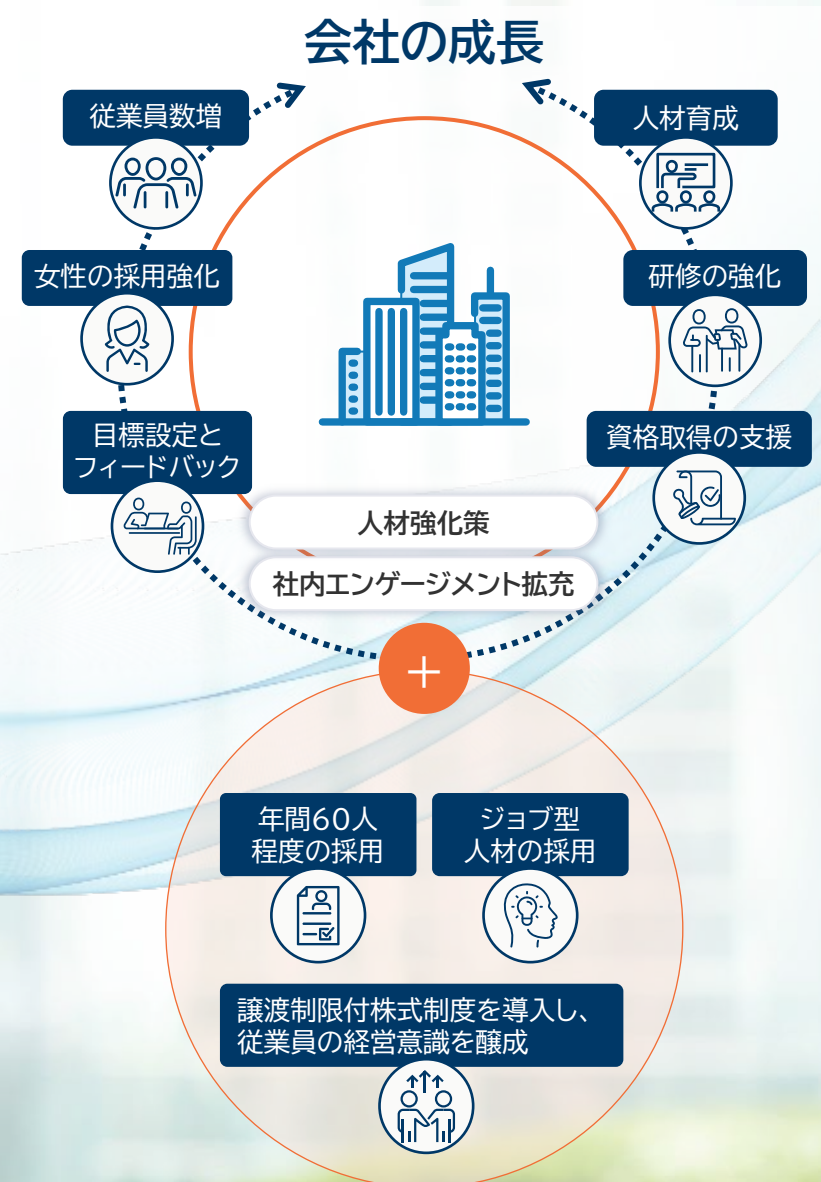 会社の成長
従業員数増
人材育成
女性の採用強化
研修の強化
目標設定と
フィードバック
資格取得の支援
人材強化策
社内エンゲージメント拡充
+
年間60人
程度の採用
ジョブ型
人材の採用
譲渡制限付株式制度を導入し、
従業員の経営意識を醸成